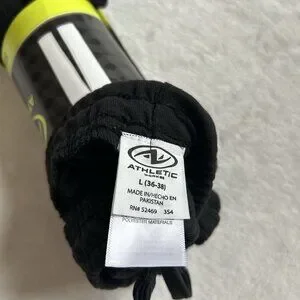 ATHLETIC
WORKS
L (36-38)
MADE IN/HECHO EN
PAKISTAN
RN# 52469 354